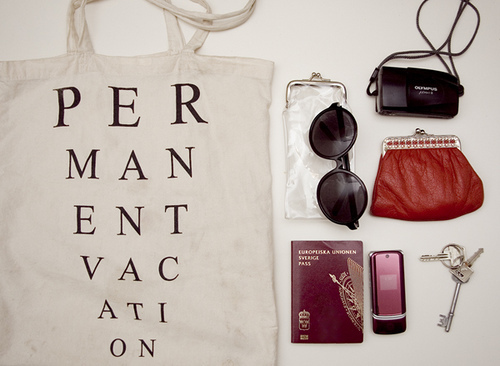 PER
MAN
ENT
VAC
ATI
ON
OLYMPUS
EUROPEISKA UNIONEN
SVERIGE
PASS